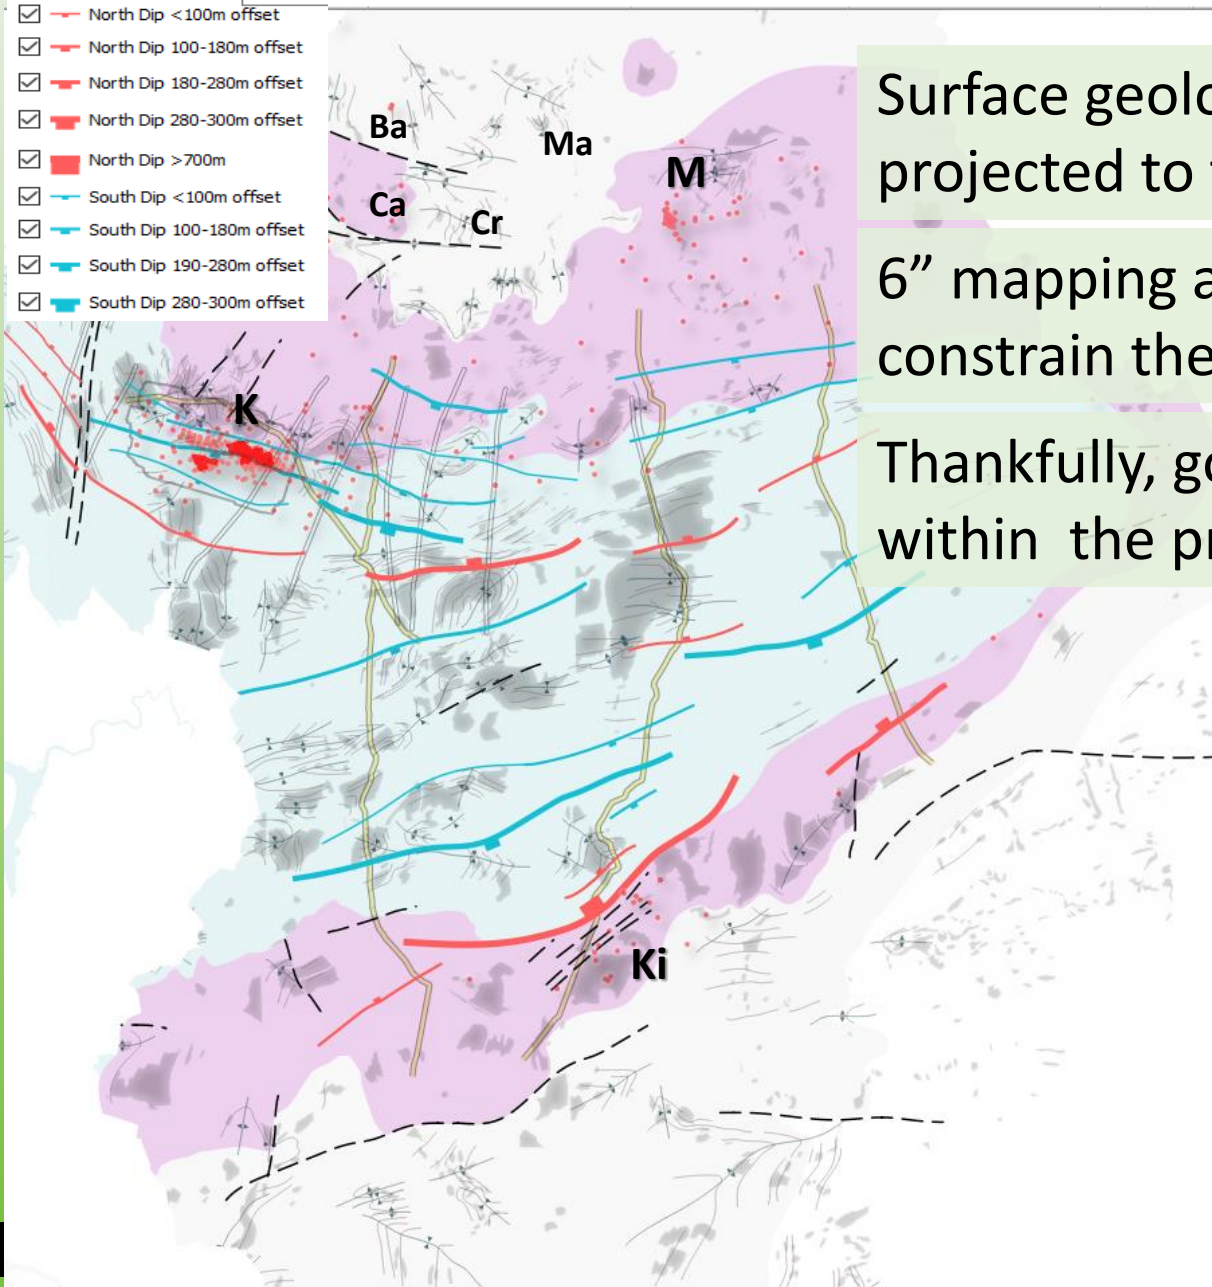 North Dip <100m offset
North Dip 100-180m offset
North Dip 180-280m offset
North Dip 280-300m offset
North Dip >700m
South Dip <100m offset
South Dip 100-180m offset
South Dip 190-280m offset
South Dip 280-300m offset
Ba
Ma
M
Ca
Cr
K
Ki
Surface geolo
projected to
6” mapping a
constrain the
Thankfully, go
within the pr